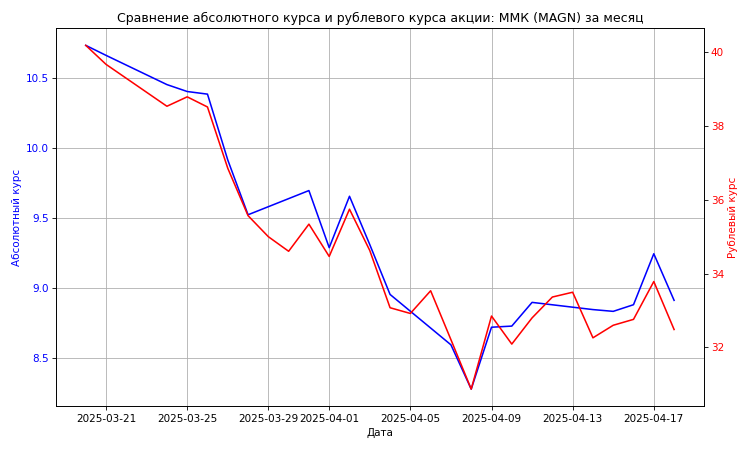 Сравнение абсолютного курса и рублевого курса акции: ММК (MAGN) за месяц
Абсолютный курс
10.5
10.0
9.5
9.0
8.5
40
38
36
34
32
Рублевый курс
2025-03-21 2025-03-25 2025-03-29 2025-04-01 2025-04-05 2025-04-09 2025-04-13 2025-04-17
Дата